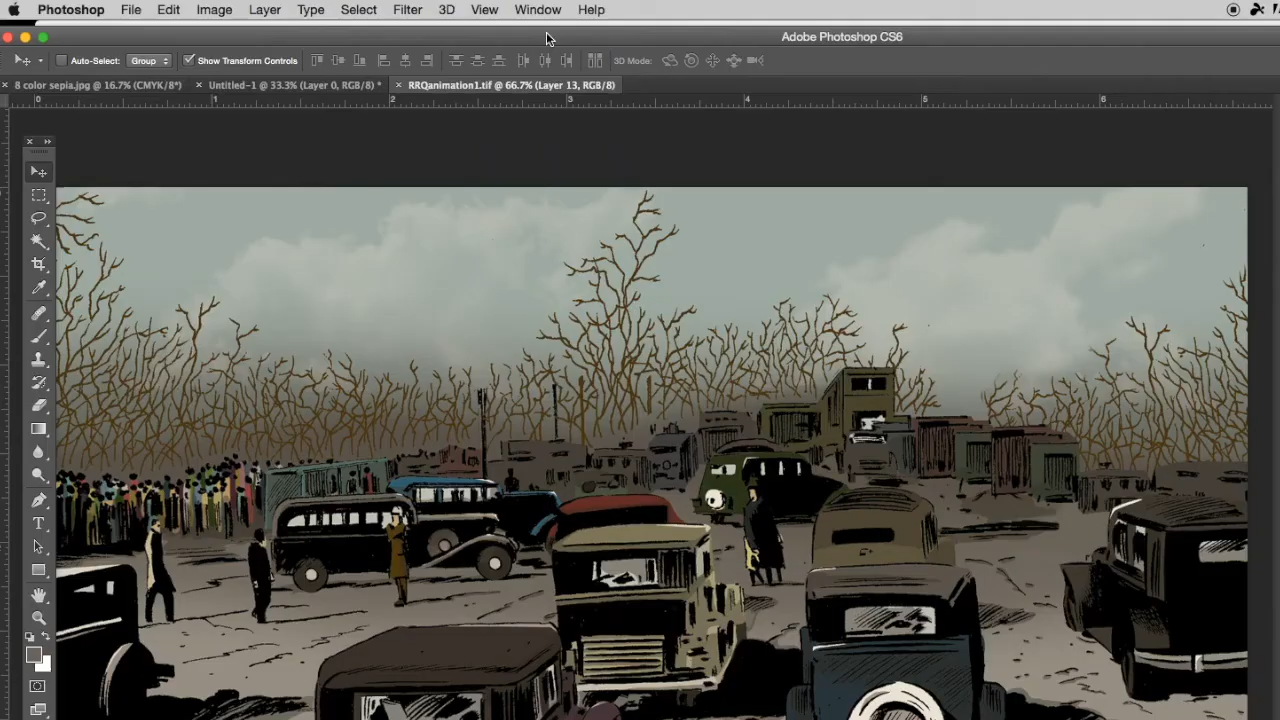 Photoshop File Edit Image Layer Type Select Filter 3D View Window Help
Adobe Photoshop CS6
Auto-Select: Group Show Transform Controls 3D Mode:
8 color sepia.jpg @ 16.7% (CMYK/8*) Untitled-1 @ 33.3% (Layer 0, RGB/8) * RRQanimation1.tif @ 66.7% (Layer 13, RGB/8)
0 1 2 3 4 5 6
T